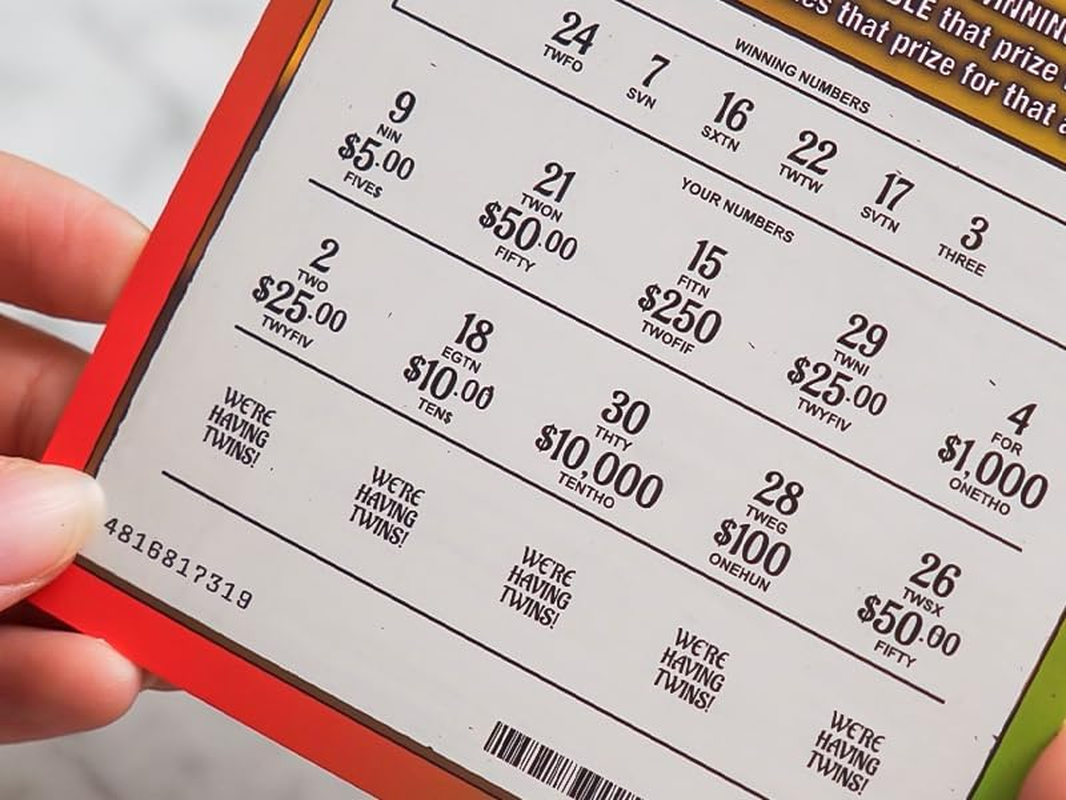 WINNIN
BLE that prize
es that prize for that a
WINNING NUMBERS
24 7 16 22 17 3
TWFO SVN SXTN TWTW SVTN THREE
YOUR NUMBERS
9 21 15 29 4
NIN TWON FITN TWNI FOR
$5.00 $50.00 $250 $25.00 $1,000
FIVE$ FIFTY TWOFIF TWYFIV ONETHO
2 18 30 28 26
TWO EGTN THTY TWEG TWSX
$25.00 $10.00 $10,000 $100 $50.00
TWYFIV TEN$ TENTHO ONEHUN FIFTY
WE'RE WE'RE WE'RE WE'RE WE'RE
HAVING HAVING HAVING HAVING HAVING
TWINS! TWINS! TWINS! TWINS! TWINS!
4816817319